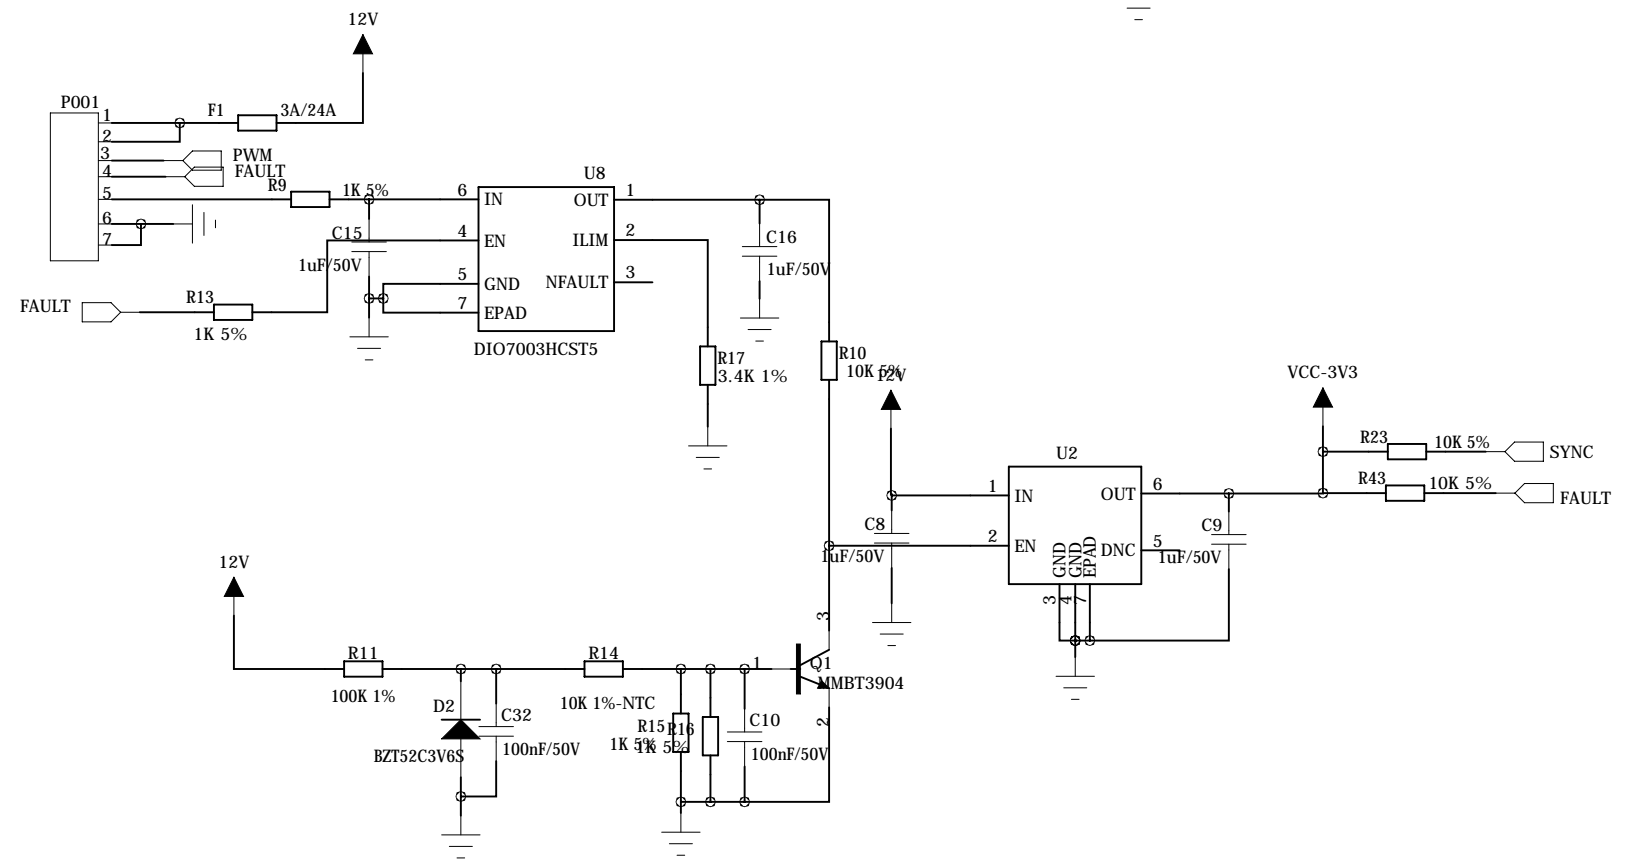 12V
P001
F1 3A/24A
1
2
3 PWM
4 FAULT
R9 1K 5%
5
6
7
U8
6 IN OUT 1
C15
4 EN ILIM 2
C16
1uF/50V
1uF/50V
5 GND NFAULT 3
7 EPAD
FAULT R13
1K 5%
DIO7003HCST5
R17
3.4K 1%
R10
10K 5%
12V
VCC-3V3
R23 10K 5% SYNC
R43 10K 5% FAULT
U2
1 IN OUT 6
C8
1uF/50V
2 EN DNC 5
C9
1uF/50V
GND GND EPAD
3 4 7
12V
R11
100K 1%
R14
10K 1%-NTC
3
1 Q1
MMBT3904
2
D2
BZT52C3V6S
C32
100nF/50V
R15 R16
1K 5% 1K 5%
C10
100nF/50V